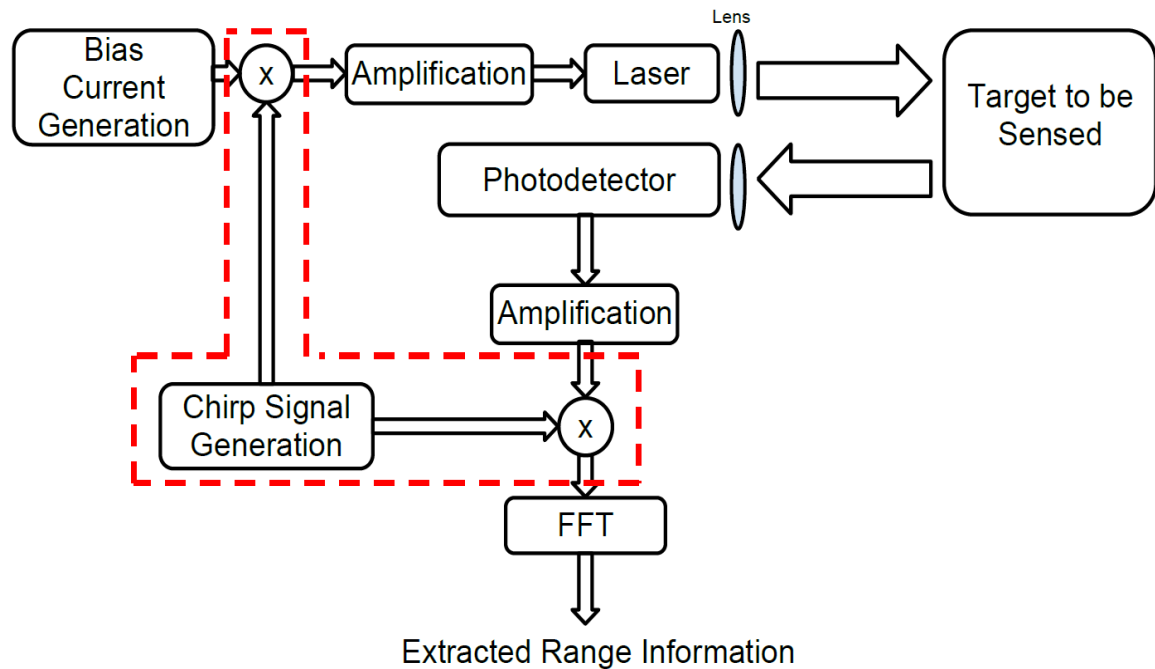 Lens
Bias
Current
Generation
x
Amplification
Laser
Target to be
Sensed
Photodetector
Amplification
Chirp Signal
Generation
x
FFT
Extracted Range Information